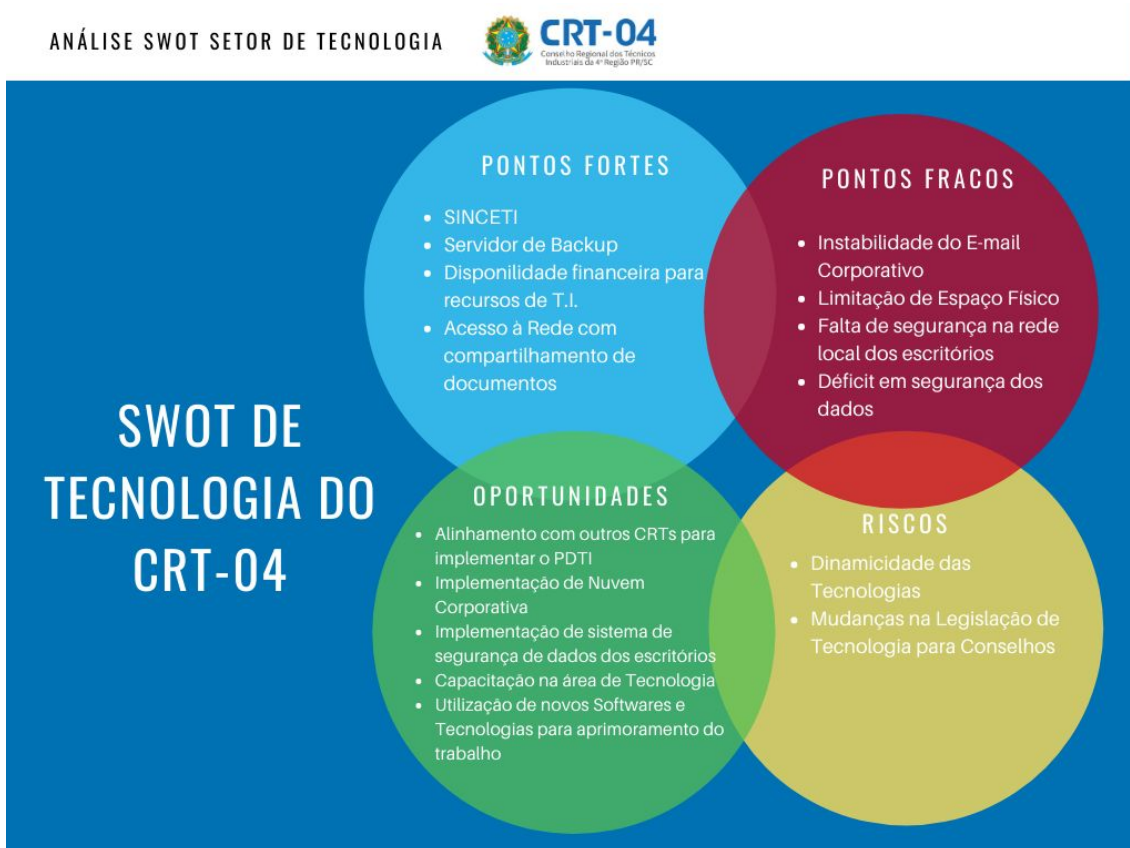 ANÁLISE SWOT SETOR DE TECNOLOGIA
CRT-04
Conselho Regional dos Técnicos
Industriais da 4ª Região PR/SC
SWOT DE
TECNOLOGIA DO
CRT-04
PONTOS FORTES
• SINCETI
• Servidor de Backup
• Disponilidade financeira para
recursos de T.I.
• Acesso à Rede com
compartilhamento de
documentos
PONTOS FRACOS
• Instabilidade do E-mail
Corporativo
• Limitação de Espaço Físico
• Falta de segurança na rede
local dos escritórios
• Déficit em segurança dos
dados
OPORTUNIDADES
• Alinhamento com outros CRTs para
implementar o PDTI
• Implementação de Nuvem
Corporativa
• Implementação de sistema de
segurança de dados dos escritórios
• Capacitação na área de Tecnologia
• Utilização de novos Softwares e
Tecnologias para aprimoramento do
trabalho
RISCOS
• Dinamicidade das
Tecnologias
• Mudanças na Legislação de
Tecnologia para Conselhos